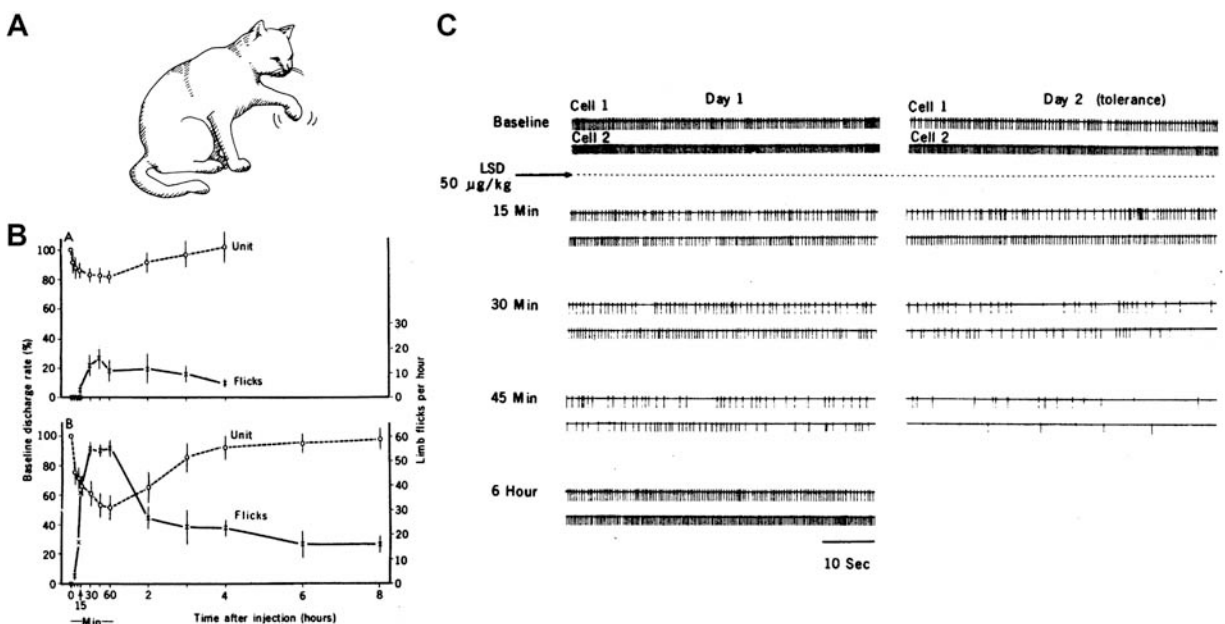 A
B
A
100
80
60
40
20
0
Unit
Flicks
30
20
10
0
B
100
80
60
40
20
0
Unit
Flicks
60
50
40
30
20
10
0
Baseline discharge rate (%)
Limb flicks per hour
0 30 60 2 4 6 8
15
Min
Time after injection (hours)
C
Day 1
Day 2 (tolerance)
Baseline
Cell 1
Cell 2
Cell 1
Cell 2
LSD
50 µg/kg
15 Min
30 Min
45 Min
6 Hour
10 Sec